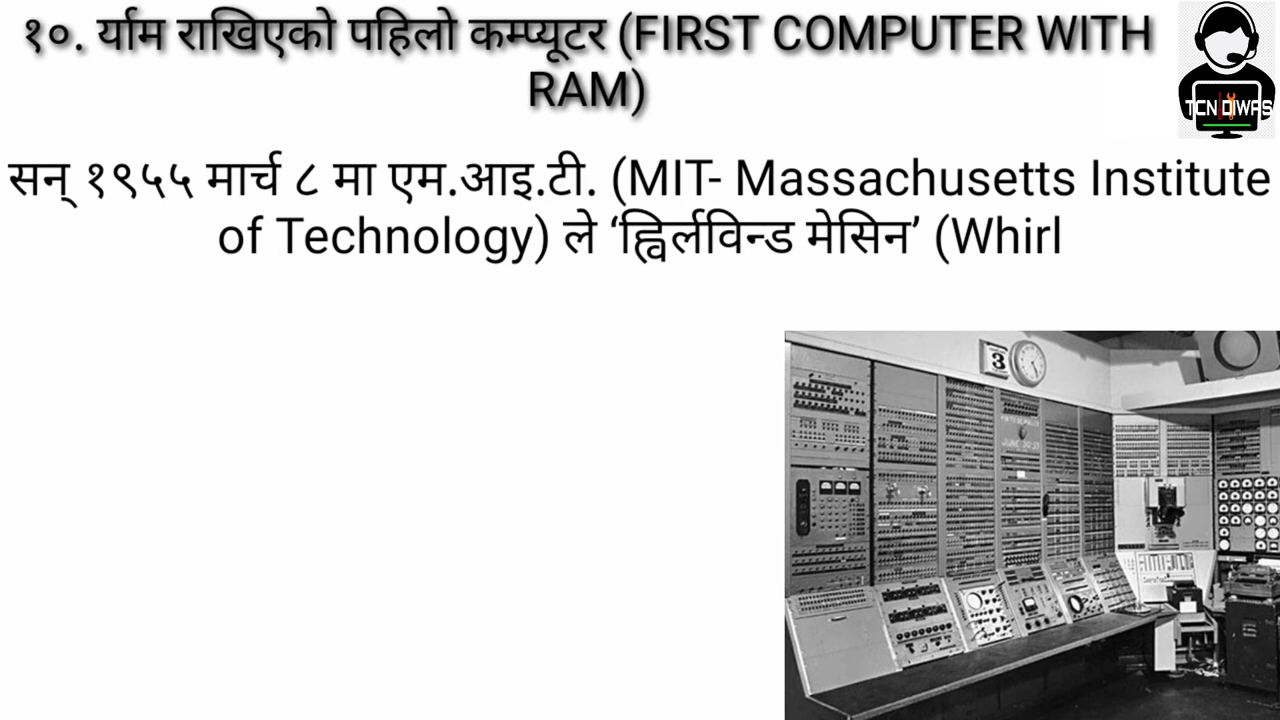 १०. र्याम राखिएको पहिलो कम्प्यूटर (FIRST COMPUTER WITH
RAM)
TCN DIWAS
सन् १९५५ मार्च ८ मा एम.आइ.टी. (MIT- Massachusetts Institute
of Technology) ले ‘ह्विर्लविन्ड मेसिन’ (Whirl
3